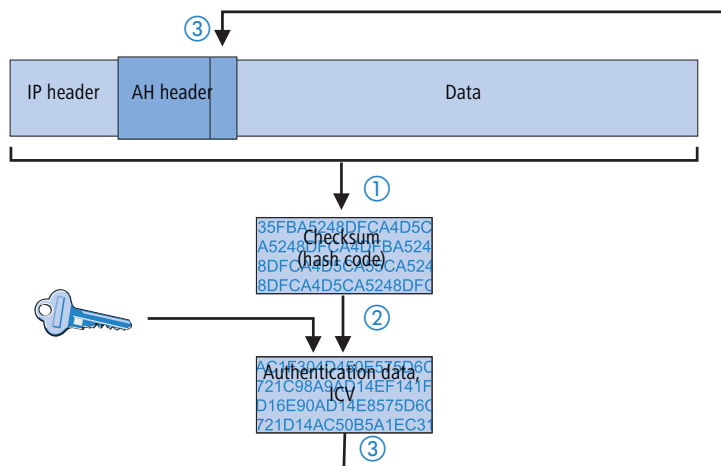 ③
IP header AH header Data
①
35FBA5248DFCA4D5C
Checksum
A5248DFCA4DFBA524
(hash code)
8DFCA4D5CA55CA524
8DFCA4D5CA5248DFC
②
AC1F304D450E575D6C
Authentication data,
721C98A9AD14EF141F
ICV
D16E90AD14E8575D6C
721D14AC50B5A1EC31
③